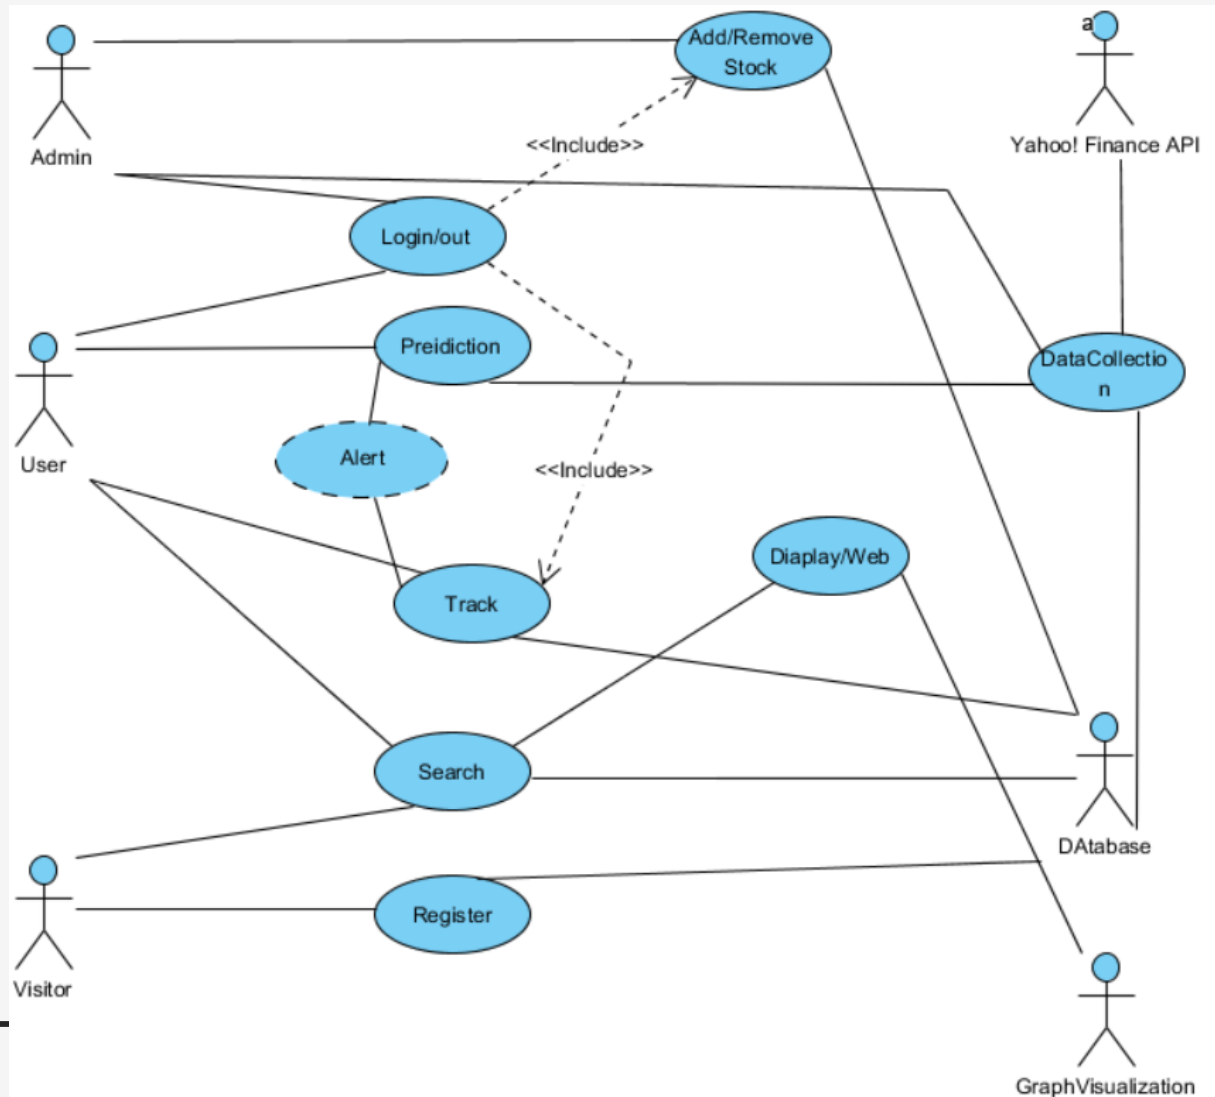 a
Add/Remove
Stock
Yahoo! Finance API
<<Include>>
Admin
Login/out
Preidiction
DataCollectio
n
Alert
User
<<Include>>
Diaplay/Web
Track
Search
DAtabase
Register
Visitor
GraphVisualization